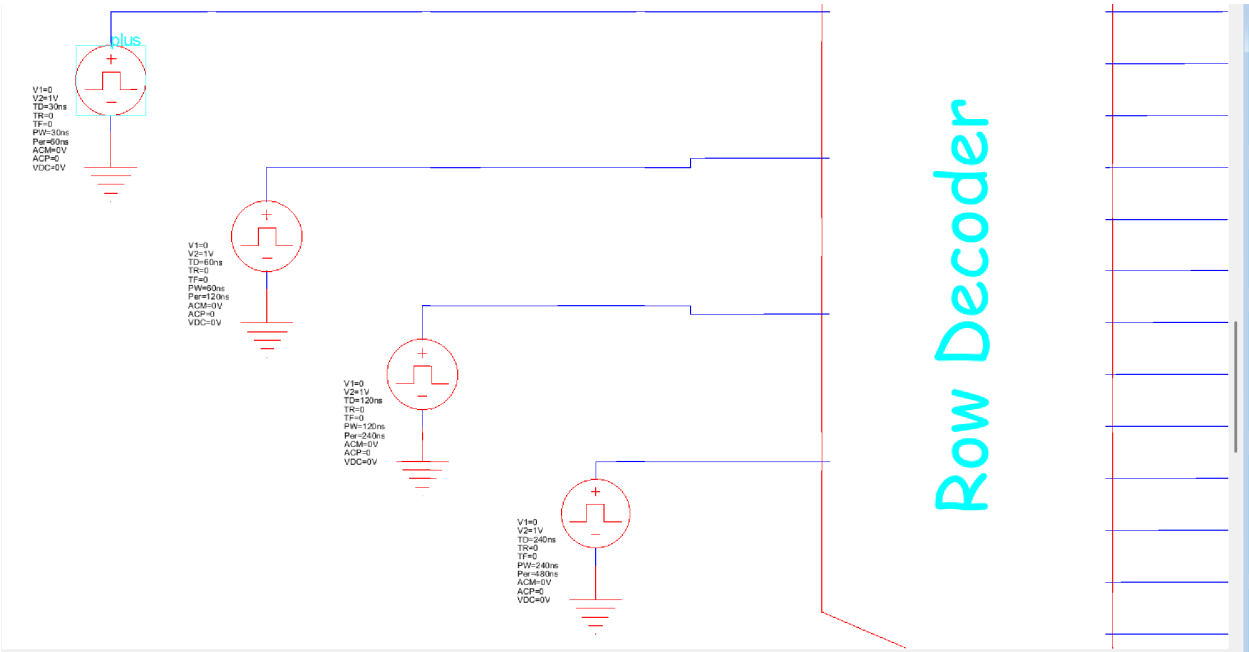 plus
V1=0
V2=1V
TD=30ns
TR=0
TF=0
PW=30ns
Per=60ns
ACM=0V
ACP=0
VDC=0V
V1=0
V2=1V
TD=60ns
TR=0
TF=0
PW=60ns
Per=120ns
ACM=0V
ACP=0
VDC=0V
V1=0
V2=1V
TD=120ns
TR=0
TF=0
PW=120ns
Per=240ns
ACM=0V
ACP=0
VDC=0V
V1=0
V2=1V
TD=240ns
TR=0
TF=0
PW=240ns
Per=480ns
ACM=0V
ACP=0
VDC=0V
Row Decoder